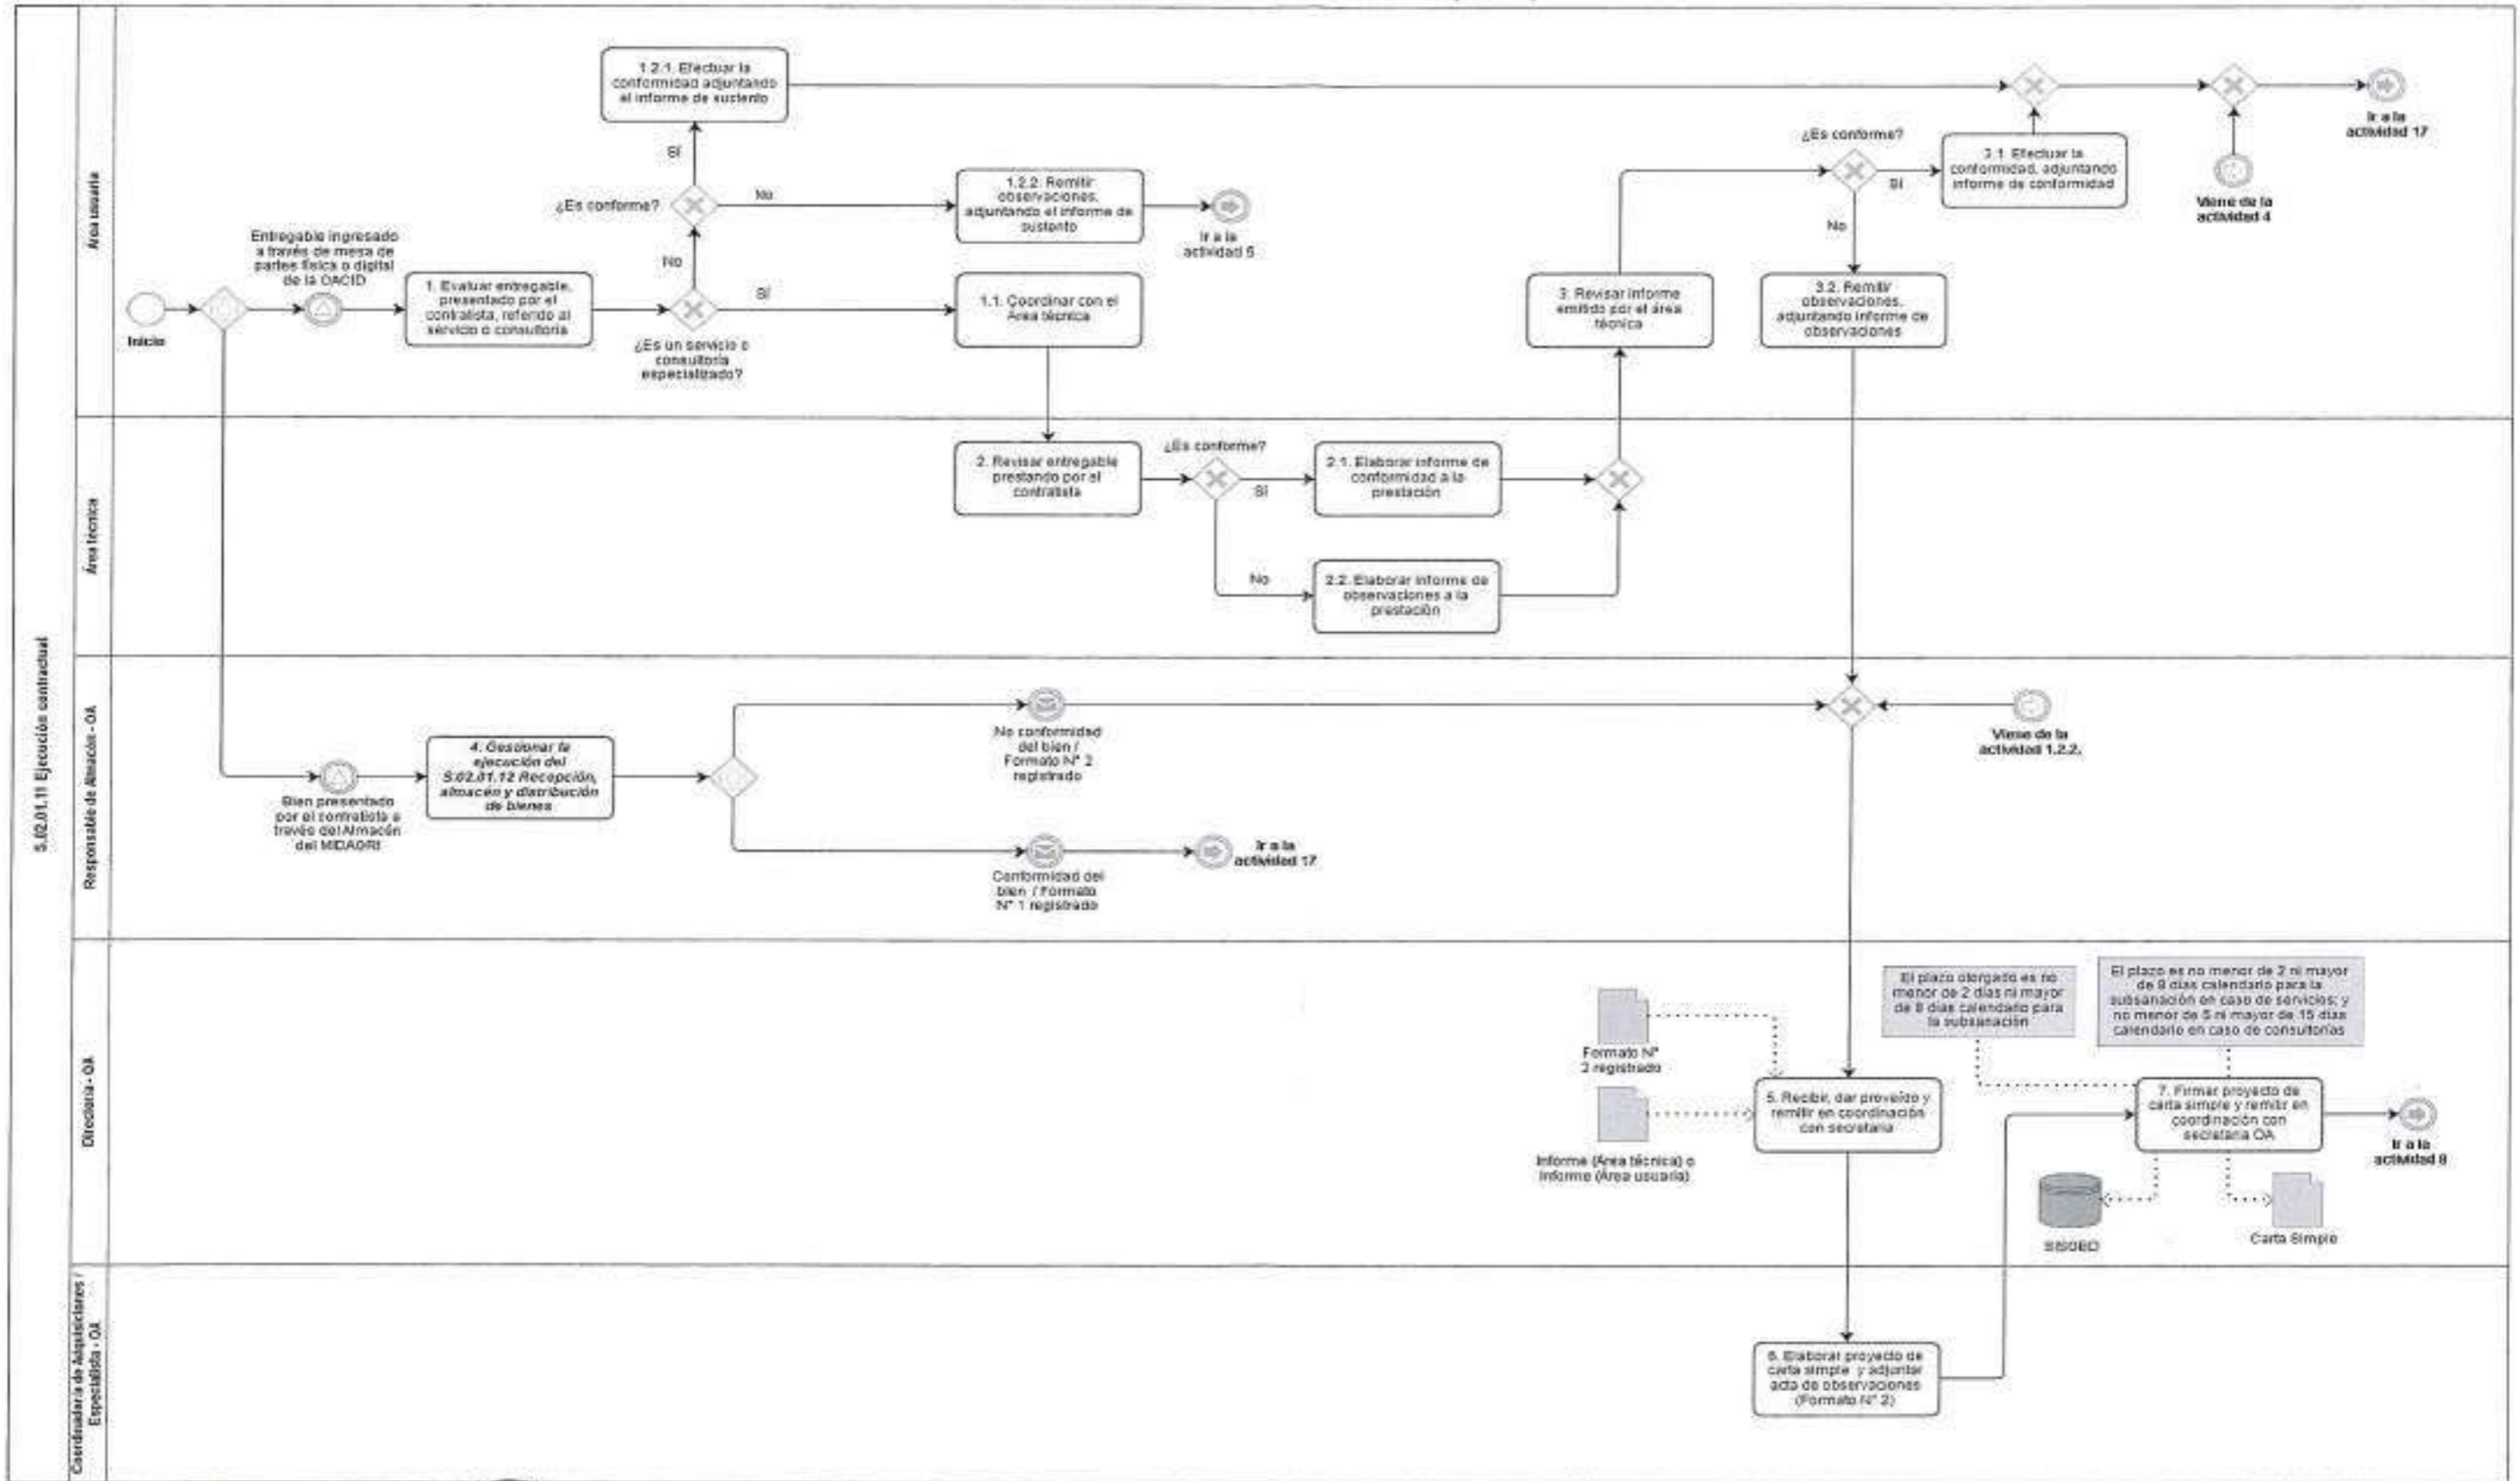 S.02.01.11 Ejecución contractual
Área usuaria
Inicio
Entregable ingresado
a través de mesa de
partes física o digital
de la OACID
1. Evaluar entregable,
presentado por el
contratista, referido al
servicio o consultoría
¿Es un servicio o
consultoría
especializado?
No
Sí
¿Es conforme?
Sí
No
1.2.1. Efectuar la
conformidad adjuntando
el informe de sustento
1.2.2. Remitir
observaciones,
adjuntando el informe de
sustento
Ir a la
actividad 5
1.1. Coordinar con el
Área técnica
3. Revisar informe
emitido por el área
técnica
¿Es conforme?
Sí
No
3.1. Efectuar la
conformidad, adjuntando
informe de conformidad
3.2. Remitir
observaciones,
adjuntando informe de
observaciones
Viene de la
actividad 4
Ir a la
actividad 17
Área técnica
2. Revisar entregable
prestando por el
contratista
¿Es conforme?
Sí
No
2.1. Elaborar informe de
conformidad a la
prestación
2.2. Elaborar informe de
observaciones a la
prestación
Responsable de Almacén - OA
Bien presentado
por el contratista a
través del Almacén
del MIDAGRI
4. Gestionar la
ejecución del
S.02.01.12 Recepción,
almacén y distribución
de bienes
No conformidad
del bien /
Formato N° 2
registrado
Conformidad del
bien / Formato
N° 1 registrado
Ir a la
actividad 17
Viene de la
actividad 1.2.2.
Director/a - OA
Formato N°
2 registrado
Informe (Área técnica) o
Informe (Área usuaria)
5. Recibir, dar proveído y
remitir en coordinación
con secretaria
El plazo otorgado es no
menor de 2 días ni mayor
de 8 días calendario para
la subsanación
El plazo es no menor de 2 ni mayor
de 8 días calendario para la
subsanación en caso de servicios; y
no menor de 5 ni mayor de 15 días
calendario en caso de consultorías
7. Firmar proyecto de
carta simple y remitir en
coordinación con
secretaria OA
SISGED
Carta Simple
Ir a la
actividad 8
Coordinador/a de Adquisiciones /
Especialista - OA
6. Elaborar proyecto de
carta simple y adjuntar
acta de observaciones
(Formato N° 2)